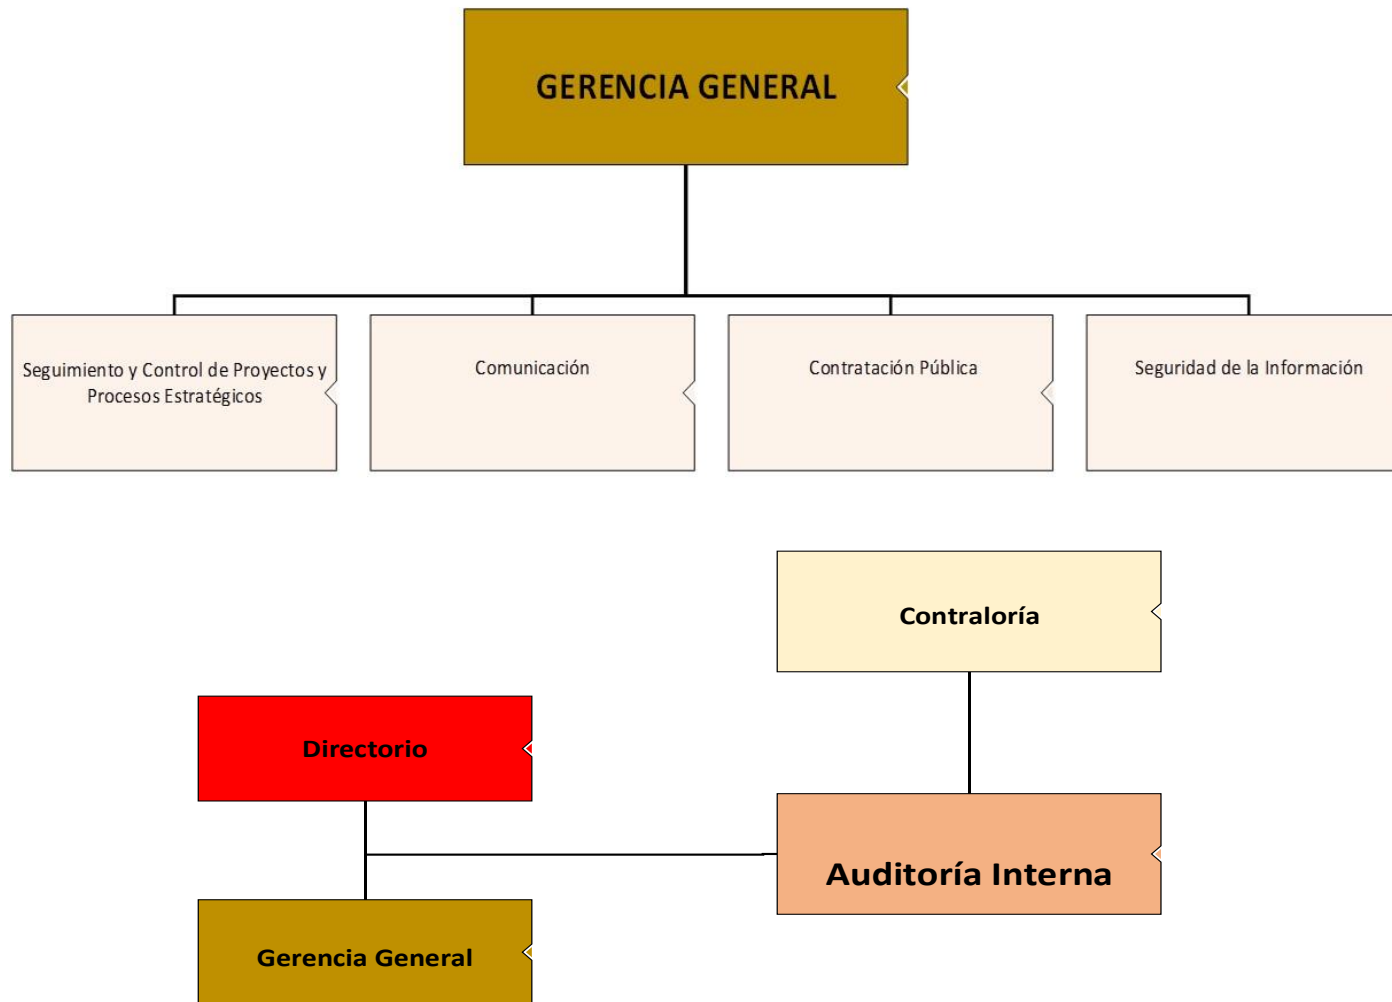 GERENCIA GENERAL
Seguimiento y Control de Proyectos y
Procesos Estratégicos
Comunicación
Contratación Pública
Seguridad de la Información
Contraloría
Directorio
Auditoría Interna
Gerencia General